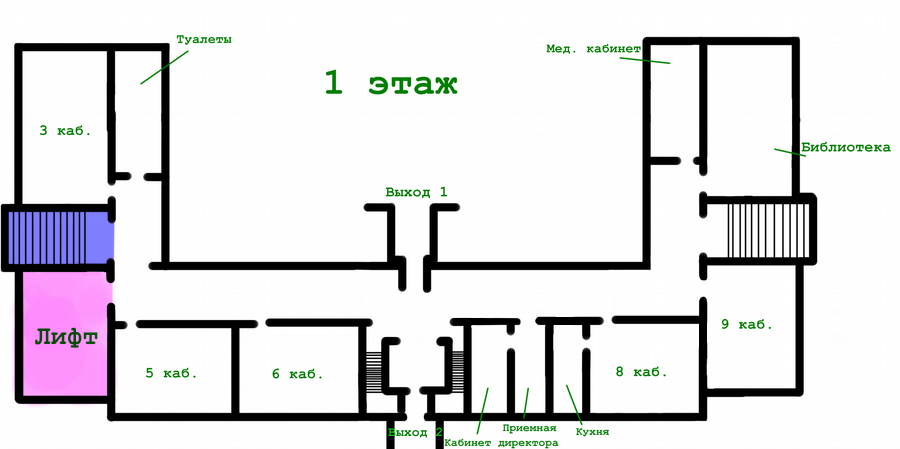 Туалеты
Мед. кабинет
1 этаж
3 каб.
Библиотека
Выход 1
Лифт
9 каб.
5 каб.
6 каб.
8 каб.
Выход 2
Приемная
Кухня
Кабинет директора